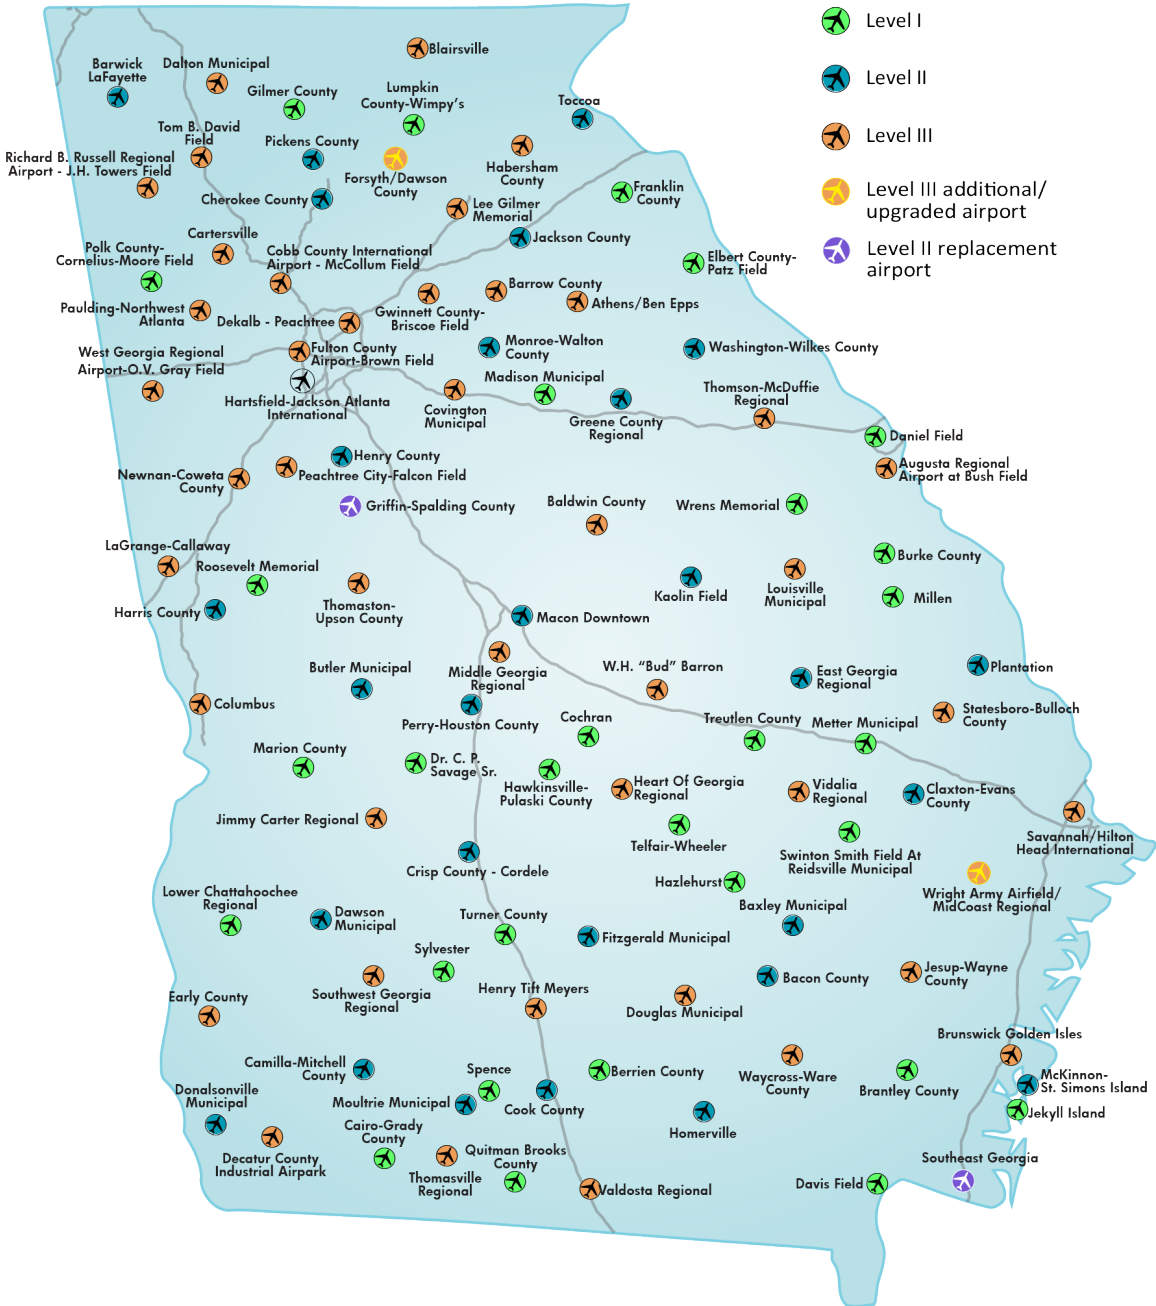 Level I
Level II
Level III
Level III additional/
upgraded airport
Level II replacement
airport
Blairsville
Barwick
LaFayette
Dalton Municipal
Gilmer County
Lumpkin
County-Wimpy's
Toccoa
Tom B. David
Field
Pickens County
Richard B. Russell Regional
Airport - J.H. Towers Field
Forsyth/Dawson
County
Habersham
County
Franklin
County
Cherokee County
Lee Gilmer
Memorial
Jackson County
Cartersville
Polk County-
Cornelius-Moore Field
Cobb County International
Airport - McCollum Field
Elbert County-
Patz Field
Paulding-Northwest
Atlanta
Dekalb - Peachtree
Gwinnett County-
Briscoe Field
Barrow County
Athens/Ben Epps
West Georgia Regional
Airport-O.V. Gray Field
Fulton County
Airport-Brown Field
Monroe-Walton
County
Washington-Wilkes County
Hartsfield-Jackson Atlanta
International
Covington
Municipal
Madison Municipal
Greene County
Regional
Thomson-McDuffie
Regional
Daniel Field
Henry County
Peachtree City-Falcon Field
Newnan-Coweta
County
Augusta Regional
Airport at Bush Field
Griffin-Spalding County
Baldwin County
Wrens Memorial
LaGrange-Callaway
Roosevelt Memorial
Burke County
Harris County
Thomaston-
Upson County
Kaolin Field
Louisville
Municipal
Millen
Macon Downtown
Butler Municipal
Middle Georgia
Regional
W.H. “Bud” Barron
East Georgia
Regional
Plantation
Columbus
Perry-Houston County
Cochran
Treutlen County
Metter Municipal
Statesboro-Bulloch
County
Marion County
Dr. C. P.
Savage Sr.
Hawkinsville-
Pulaski County
Heart Of Georgia
Regional
Vidalia
Regional
Claxton-Evans
County
Jimmy Carter Regional
Telfair-Wheeler
Swinton Smith Field At
Reidsville Municipal
Savannah/Hilton
Head International
Crisp County - Cordele
Hazlehurst
Wright Army Airfield/
MidCoast Regional
Lower Chattahoochee
Regional
Dawson
Municipal
Turner County
Fitzgerald Municipal
Baxley Municipal
Sylvester
Bacon County
Jesup-Wayne
County
Early County
Southwest Georgia
Regional
Henry Tift Meyers
Douglas Municipal
Brunswick Golden Isles
Camilla-Mitchell
County
Spence
Berrien County
Waycross-Ware
County
Brantley County
McKinnon-
St. Simons Island
Donalsonville
Municipal
Moultrie Municipal
Cook County
Homerville
Jekyll Island
Decatur County
Industrial Airpark
Cairo-Grady
County
Thomasville
Regional
Quitman Brooks
County
Valdosta Regional
Davis Field
Southeast Georgia